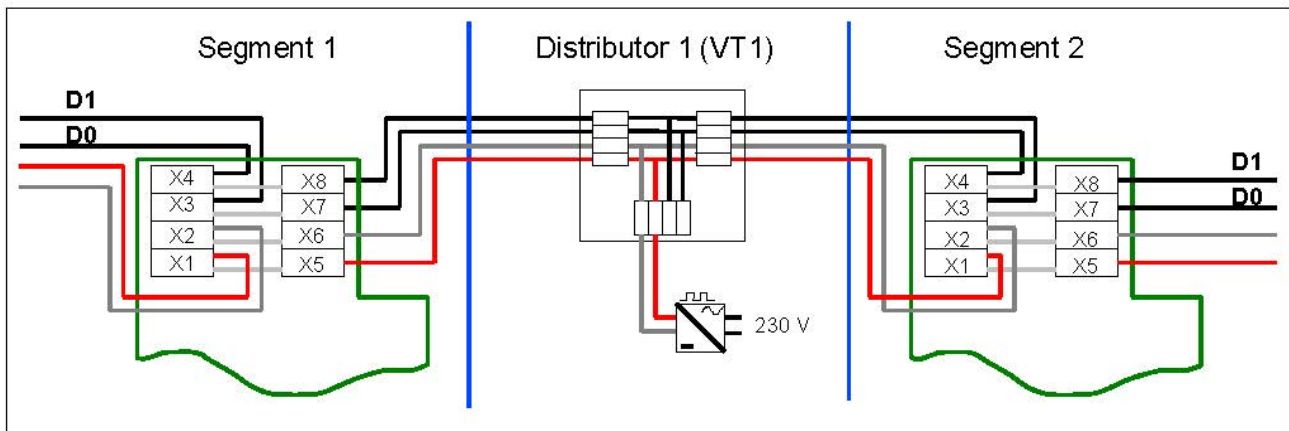 Segment 1
Distributor 1 (VT1)
Segment 2
D1
D0
X4
X3
X2
X1
X8
X7
X6
X5
230 V
X4
X3
X2
X1
X8
X7
X6
X5
D1
D0